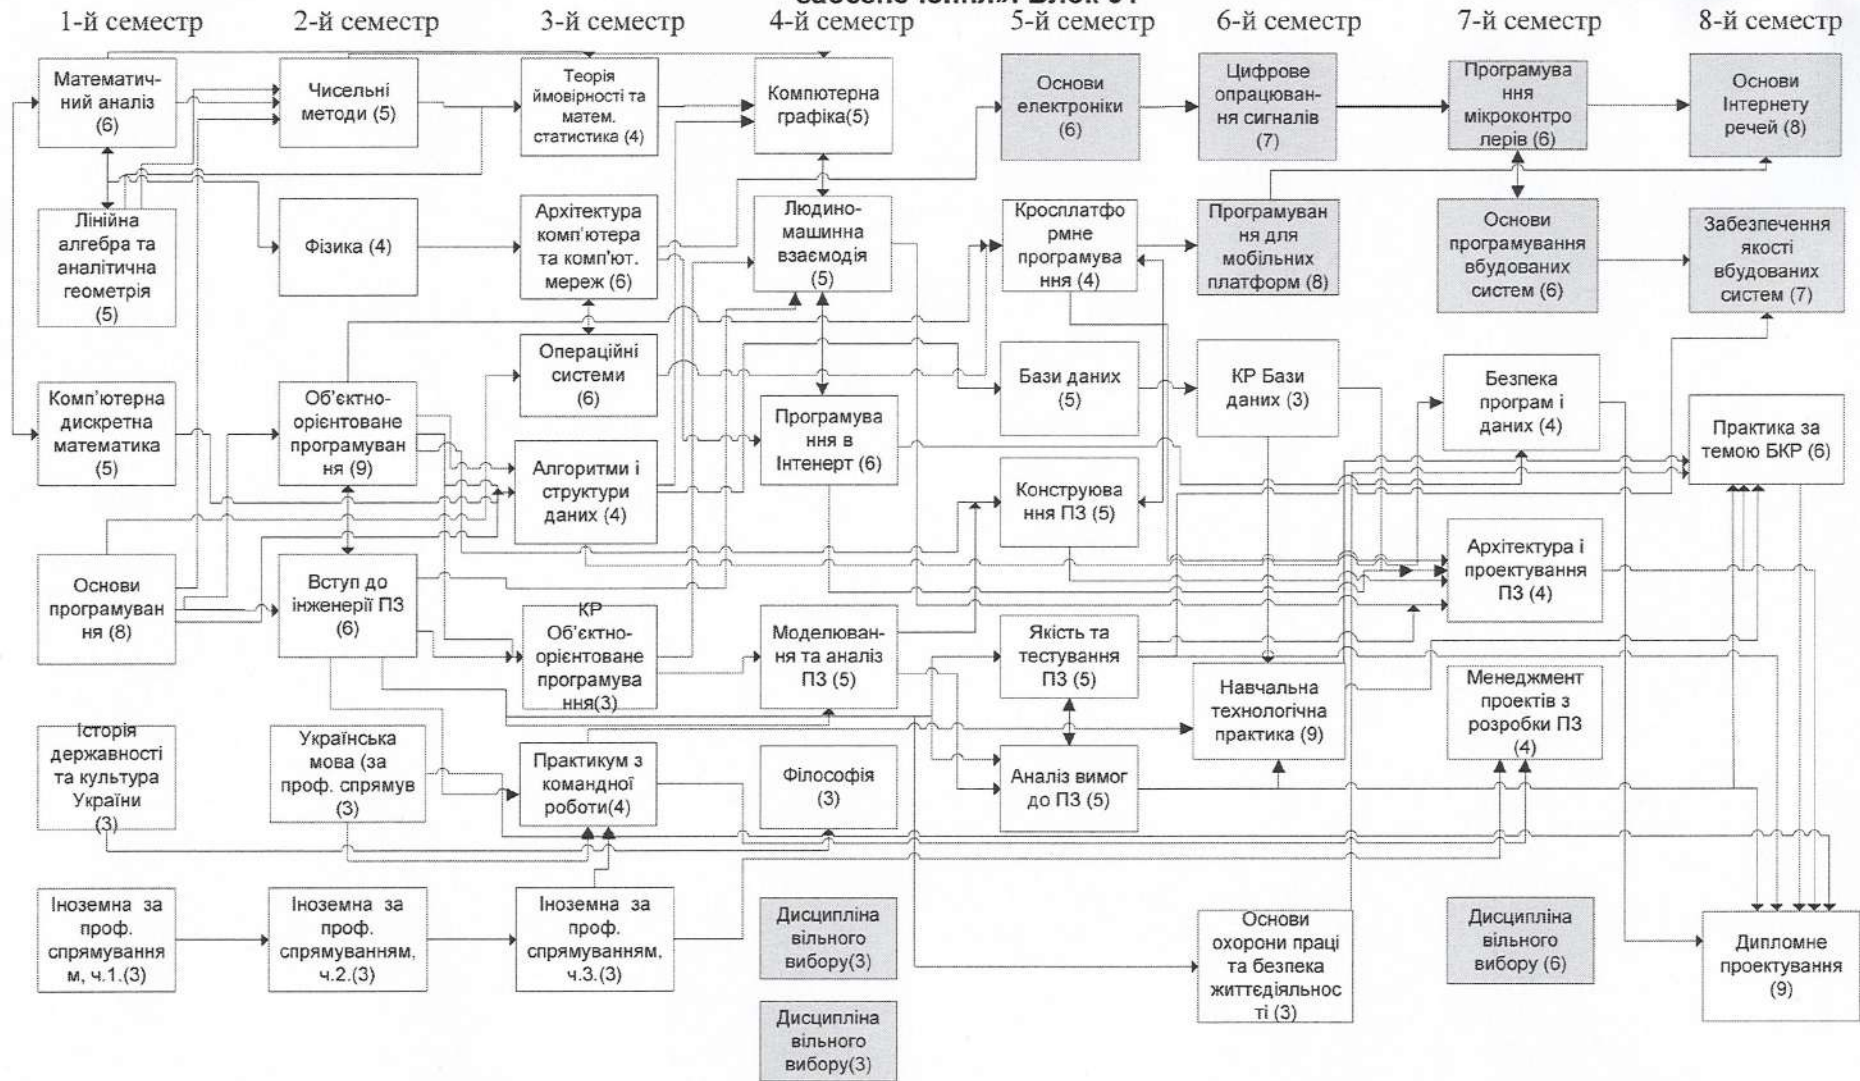 1-й семестр
2-й семестр
3-й семестр
4-й семестр
5-й семестр
6-й семестр
7-й семестр
8-й семестр
Математич-
ний аналіз
(6)
Лінійна
алгебра та
аналітична
геометрія
(5)
Комп'ютерна
дискретна
математика
(5)
Основи
програмуван
ня (8)
Історія
державності
та культура
України
(3)
Іноземна за
проф.
спрямування
м, ч.1.(3)
Чисельні
методи (5)
Фізика (4)
Об'єктно-
орієнтоване
програмуван
ня (9)
Вступ до
інженерії ПЗ
(6)
Українська
мова (за
проф. спрямув
(3)
Іноземна за
проф.
спрямуванням,
ч.2.(3)
Теорія
ймовірності та
матем.
статистика (4)
Архітектура
комп'ютера
та комп'ют.
мереж (6)
Операційні
системи
(6)
Алгоритми і
структури
даних (4)
КР
Об'єктно-
орієнтоване
програмува
ння(3)
Практикум з
командної
роботи(4)
Іноземна за
проф.
спрямуванням,
ч.3.(3)
Компютерна
графіка(5)
Людино-
машинна
взаємодія
(5)
Програмува
ння в
Інтенерт (6)
Моделюван-
ня та аналіз
ПЗ (5)
Філософія
(3)
Дисципліна
вільного
вибору(3)
Дисципліна
вільного
вибору(3)
Основи
електроніки
(6)
Кросплатфо
рмне
програмува
ння (4)
Бази даних
(5)
Конструюва
ння ПЗ (5)
Якість та
тестування
ПЗ (5)
Аналіз вимог
до ПЗ (5)
Цифрове
опрацюван-
ня сигналів
(7)
Програмуван
ня для
мобільних
платформ (8)
КР Бази
даних (3)
Навчальна
технологічна
практика (9)
Основи
охорони праці
та безпека
життєдіяльнос
ті (3)
Програмува
ння
мікроконтро
лерів (6)
Основи
програмування
вбудованих
систем (6)
Безпека
програм і
даних (4)
Архітектура і
проектування
ПЗ (4)
Менеджмент
проектів з
розробки ПЗ
(4)
Дисципліна
вільного
вибору (6)
Основи
Інтернету
речей (8)
Забезпечення
якості
вбудованих
систем (7)
Практика за
темою БКР (6)
Дипломне
проектування
(9)